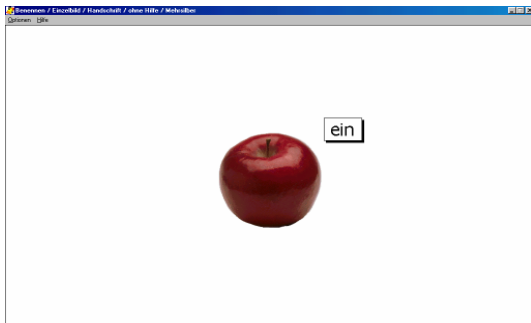 Benennen / Einzelbild / Handschrift / ohne Hilfe / Mehrsilber
Optionen Hilfe
ein